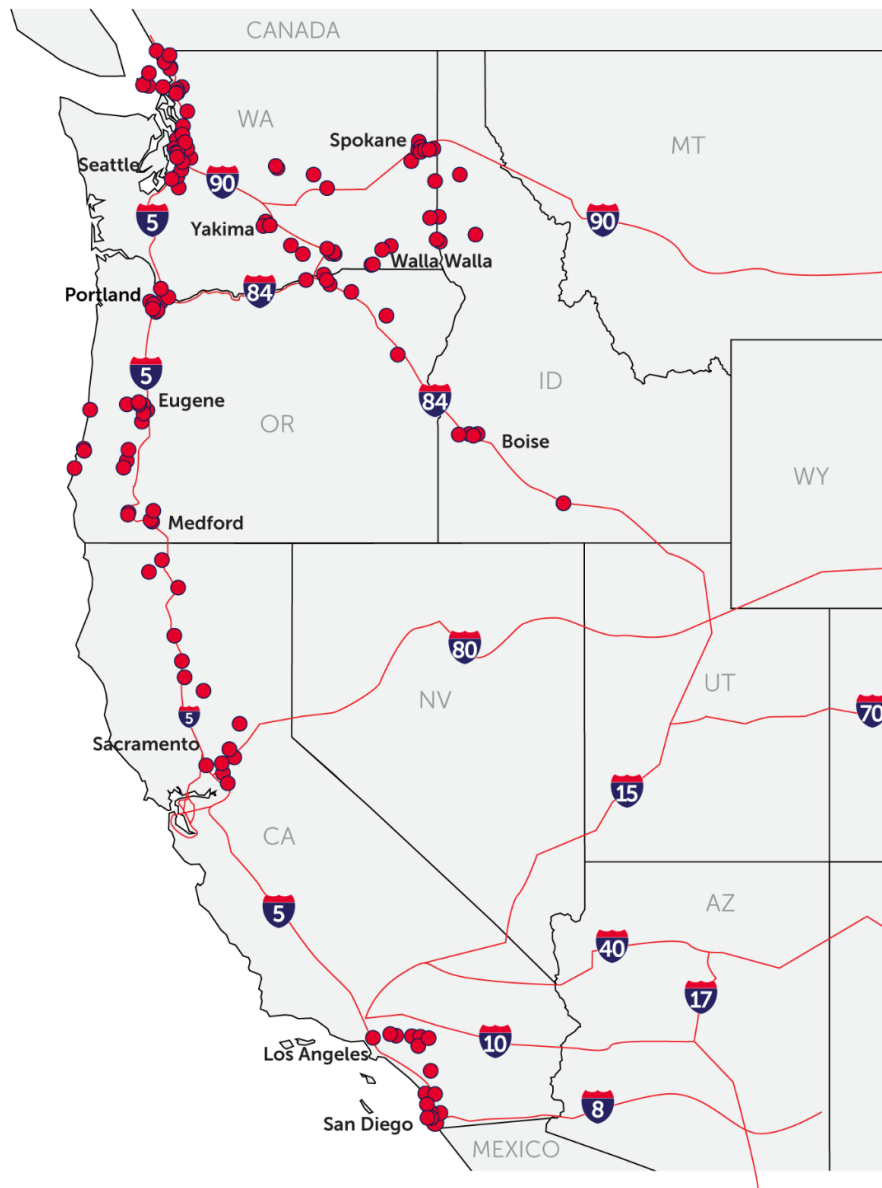 CANADA
WA
Spokane
MT
Seattle
90
5
90
Yakima
Walla Walla
Portland
84
5
ID
84
Eugene
OR
Boise
WY
Medford
80
UT
NV
70
5
Sacramento
15
CA
5
AZ
40
17
10
Los Angeles
8
San Diego
MEXICO